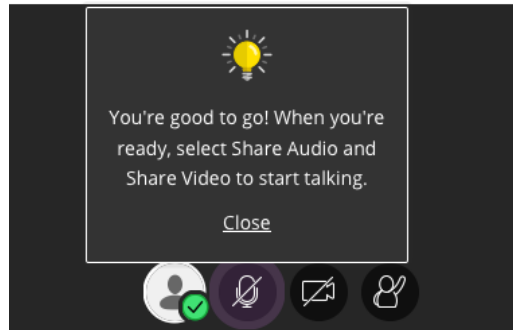 You're good to go! When you're
ready, select Share Audio and
Share Video to start talking.
Close